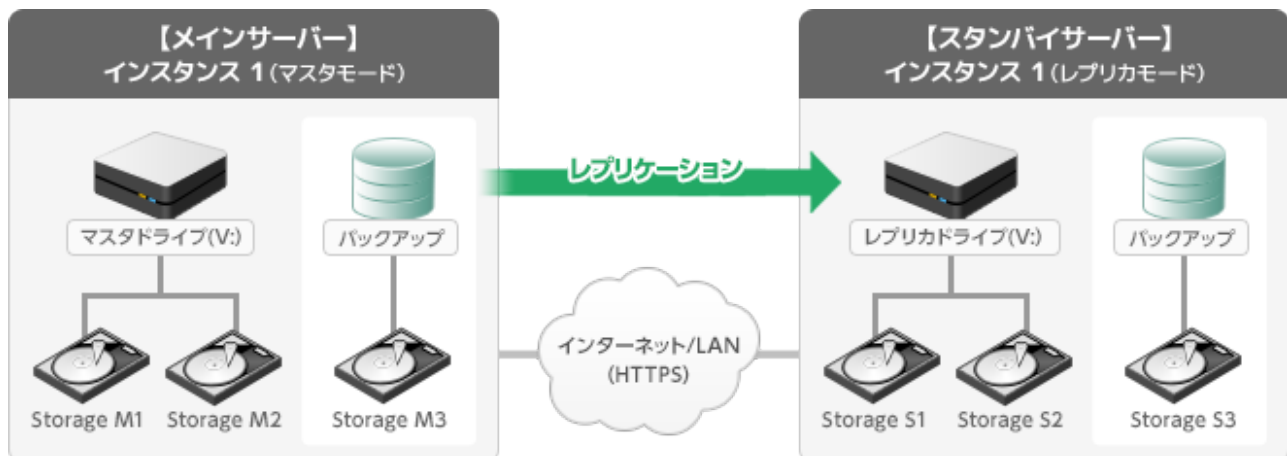 【メインサーバー】
インスタンス 1(マスタモード)
マスタドライブ(V:)
バックアップ
Storage M1
Storage M2
Storage M3
レプリケーション
インターネット/LAN
(HTTPS)
【スタンバイサーバー】
インスタンス 1(レプリカモード)
レプリカドライブ(V:)
バックアップ
Storage S1
Storage S2
Storage S3